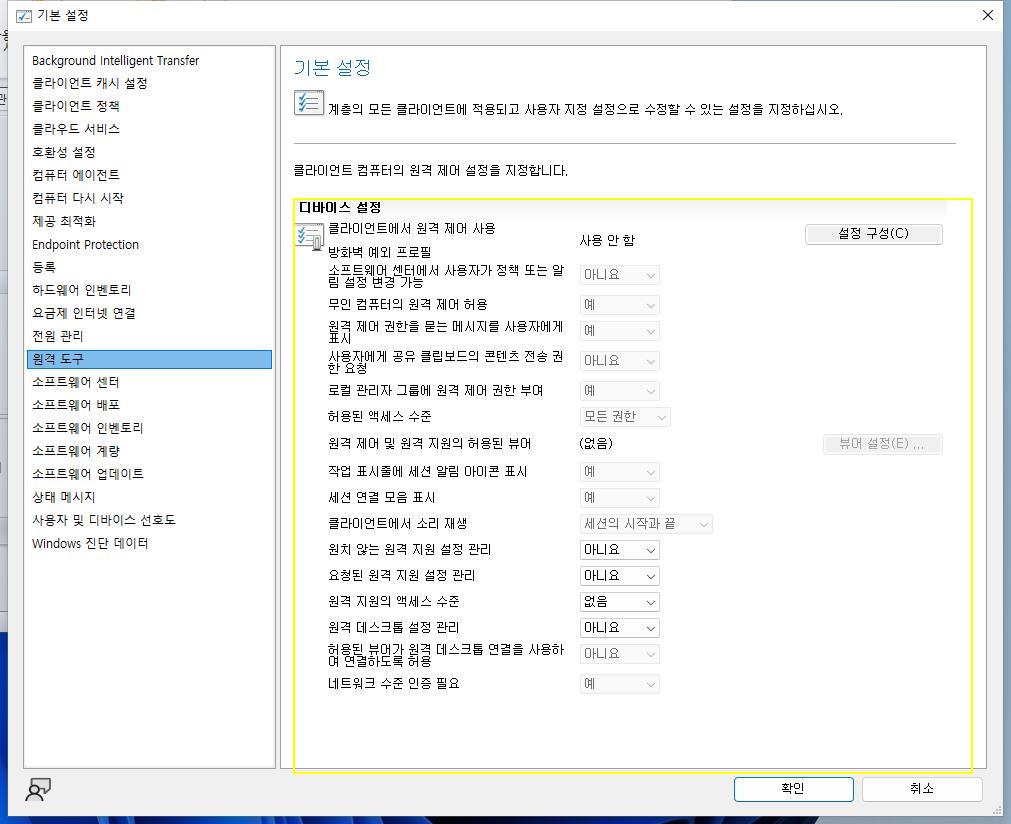 기본 설정
Background Intelligent Transfer
클라이언트 캐시 설정
클라이언트 정책
클라우드 서비스
호환성 설정
컴퓨터 에이전트
컴퓨터 다시 시작
제공 최적화
Endpoint Protection
등록
하드웨어 인벤토리
요금제 인터넷 연결
전원 관리
원격 도구
소프트웨어 센터
소프트웨어 배포
소프트웨어 인벤토리
소프트웨어 계량
소프트웨어 업데이트
상태 메시지
사용자 및 디바이스 선호도
Windows 진단 데이터
기본 설정
계층의 모든 클라이언트에 적용되고 사용자 지정 설정으로 수정할 수 있는 설정을 지정하십시오.
클라이언트 컴퓨터의 원격 제어 설정을 지정합니다.
디바이스 설정
클라이언트에서 원격 제어 사용
방화벽 예외 프로필
사용 안 함
설정 구성(C)
소프트웨어 센터에서 사용자가 정책 또는 알
림 설정 변경 가능
아니요
무인 컴퓨터의 원격 제어 허용
예
원격 제어 권한을 묻는 메시지를 사용자에게
표시
예
사용자에게 공유 클립보드의 콘텐츠 전송 권
한 요청
아니요
로컬 관리자 그룹에 원격 제어 권한 부여
예
허용된 액세스 수준
모든 권한
원격 제어 및 원격 지원의 허용된 뷰어
(없음)
뷰어 설정(E) ...
작업 표시줄에 세션 알림 아이콘 표시
예
세션 연결 모음 표시
예
클라이언트에서 소리 재생
세션의 시작과 끝
원치 않는 원격 지원 설정 관리
아니요
요청된 원격 지원 설정 관리
아니요
원격 지원의 액세스 수준
없음
원격 데스크톱 설정 관리
아니요
허용된 뷰어가 원격 데스크톱 연결을 사용하
여 연결하도록 허용
아니요
네트워크 수준 인증 필요
예
확인
취소